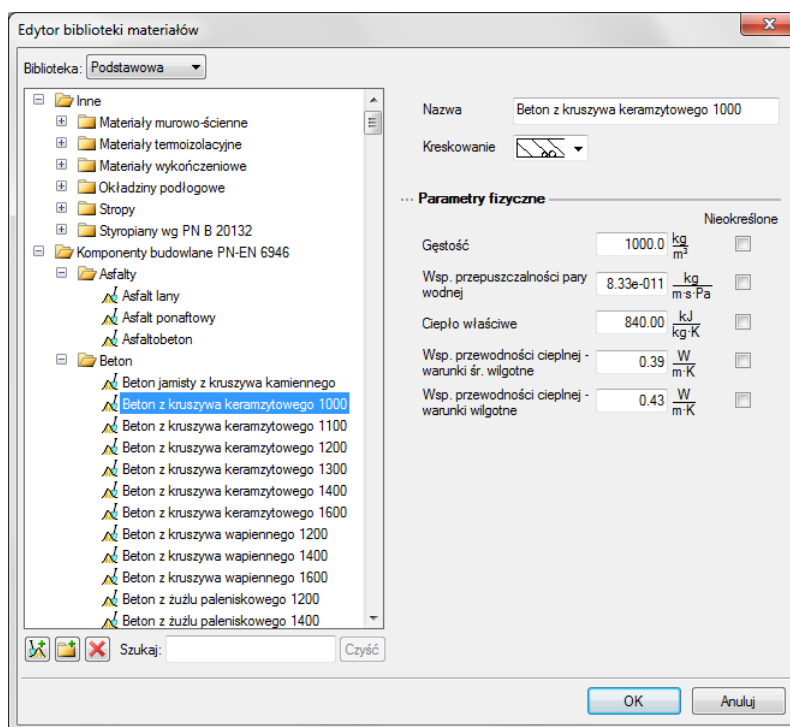 Edytor biblioteki materiałów
Biblioteka: Podstawowa
Inne
Materiały murowo-ścienne
Materiały termoizolacyjne
Materiały wykończeniowe
Okładziny podłogowe
Stropy
Styropiany wg PN B 20132
Komponenty budowlane PN-EN 6946
Asfalty
Asfalt lany
Asfalt ponaftowy
Asfaltobeton
Beton
Beton jamisty z kruszywa kamiennego
Beton z kruszywa keramzytowego 1000
Beton z kruszywa keramzytowego 1100
Beton z kruszywa keramzytowego 1200
Beton z kruszywa keramzytowego 1300
Beton z kruszywa keramzytowego 1400
Beton z kruszywa keramzytowego 1600
Beton z kruszywa wapiennego 1200
Beton z kruszywa wapiennego 1400
Beton z kruszywa wapiennego 1600
Beton z żużlu paleniskowego 1200
Beton z żużlu paleniskowego 1400
Szukaj: Czyść
Nazwa Beton z kruszywa keramzytowego 1000
Kreskowanie
Parametry fizyczne
Nieokreślone
Gęstość 1000.0 kg/m³
Wsp. przepuszczalności pary
wodnej 8.33e-011 kg/m·s·Pa
Ciepło właściwe 840.00 kJ/kg·K
Wsp. przewodności cieplnej -
warunki śr. wilgotne 0.39 W/m·K
Wsp. przewodności cieplnej -
warunki wilgotne 0.43 W/m·K
OK Anuluj